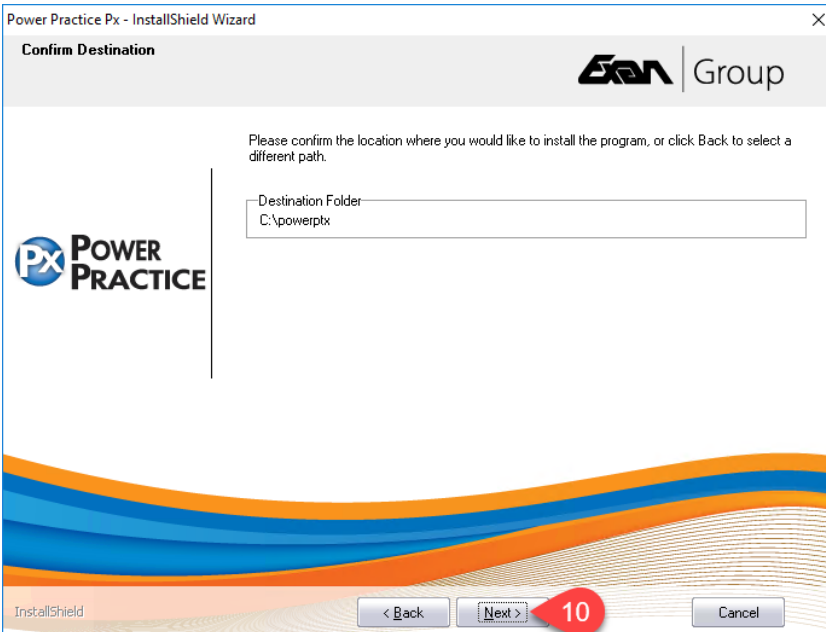 Power Practice Px - InstallShield Wizard
Confirm Destination
Exan Group
Please confirm the location where you would like to install the program, or click Back to select a
different path.
Destination Folder
C:\powerptx
Px POWER
PRACTICE
InstallShield
< Back
Next >
10
Cancel